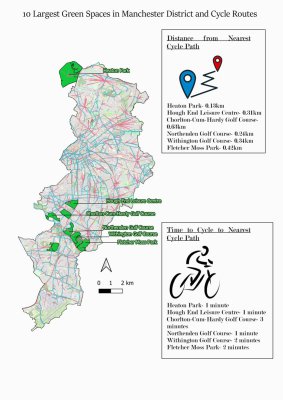 10 Largest Green Spaces in Manchester District and Cycle Routes
Distance from Nearest
Cycle Path
Heaton Park- 0.13km
Hough End Leisure Centre- 0.31km
Chorlton-Cum-Hardy Golf Course-
0.63km
Northenden Golf Course- 0.24km
Withington Golf Course- 0.34km
Fletcher Moss Park- 0.42km
Heaton Park
Hough End Leisure Centre
Chorlton-Cum-Hardy Golf Course
Northenden Golf Course
Withington Golf Course
Fletcher Moss Park
0 1 2 km
Time to Cycle to Nearest
Cycle Path
Heaton Park- 1 minute
Hough End Leisure Centre- 1 minute
Chorlton-Cum-Hardy Golf Course- 3
minutes
Northenden Golf Course- 1 minute
Withington Golf Course- 2 minutes
Fletcher Moss Park- 2 minutes